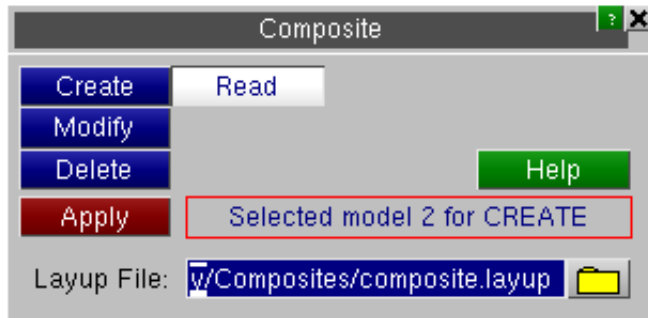 Composite ?
Create Read
Modify
Delete Help
Apply Selected model 2 for CREATE
Layup File: v/Composites/composite.layup